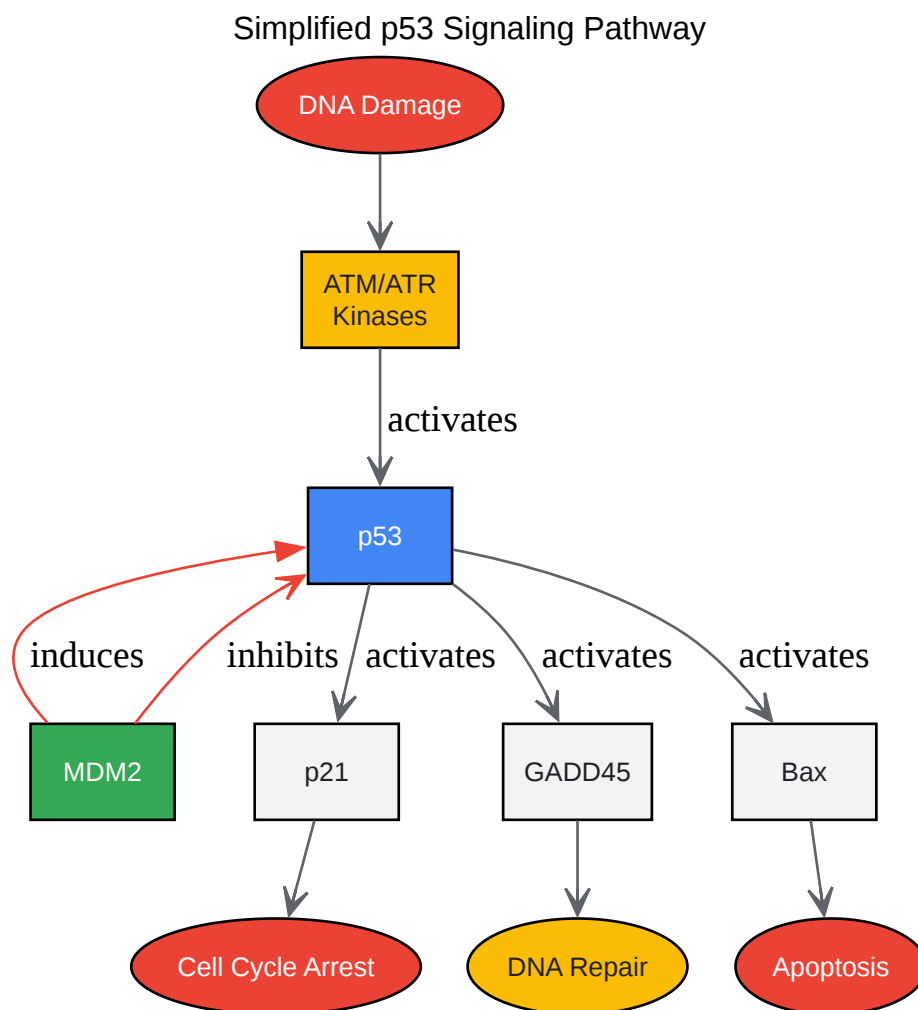 Simplified p53 Signaling Pathway
DNA Damage
ATM/ATR
Kinases
activates
p53
induces
inhibits
activates
activates
activates
MDM2
p21
GADD45
Bax
Cell Cycle Arrest
DNA Repair
Apoptosis